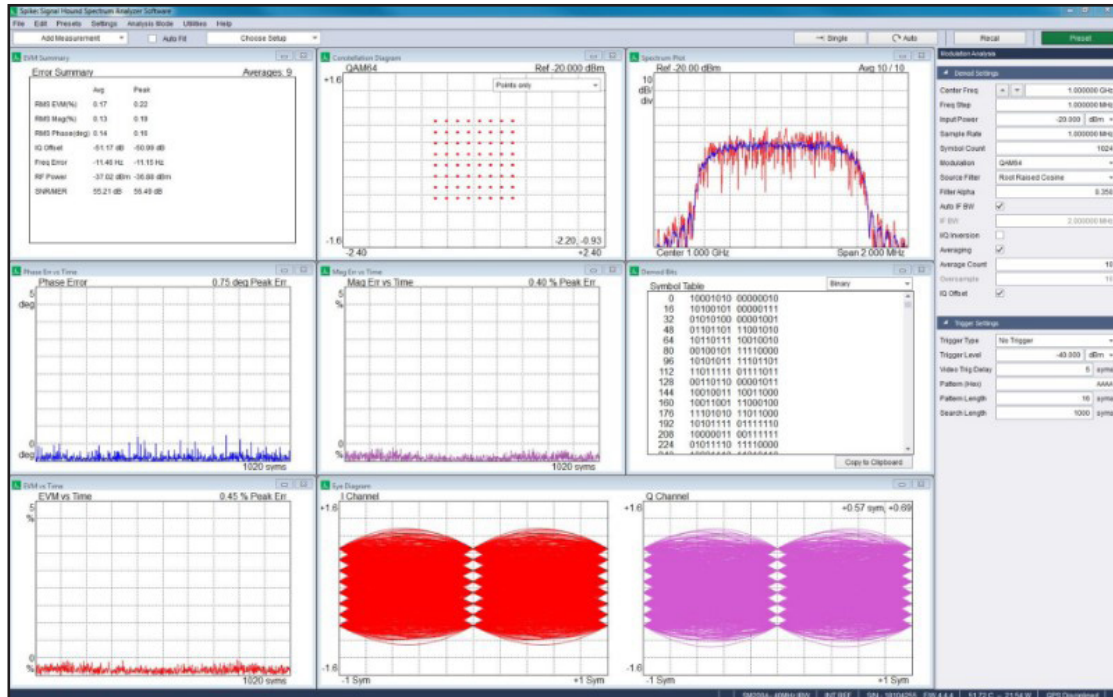 Spike: Signal Hound Spectrum Analyzer Software
File Edit Presets Settings Analysis Mode Utilities Help
Add Measurement Auto Fit Choose Setup Single Auto Recal Preset
EVM Summary
Error Summary Averages: 9
Avg Peak
RMS EVM(%) 0.17 0.22
RMS Mag(%) 0.13 0.19
RMS Phase(deg) 0.14 0.16
IQ Offset -51.17 dB -50.99 dB
Freq Error -11.46 Hz -11.15 Hz
RF Power -37.02 dBm -36.88 dBm
SNR/MER 55.21 dB
Constellation Diagram
QAM64 Ref -20.000 dBm
+1.6 Points only
-1.6 -2.20, -0.93
-2.40 +2.40
Spectrum Plot
Ref -20.00 dBm Avg 10 / 10
10
dB/
div
Center 1.000 GHz Span 2.000 MHz
Phase Err vs Time
Phase Error 0.75 deg Peak Err
5
deg
0
deg
1020 syms
Mag Err vs Time
Mag Err vs Time 0.40 % Peak Err
5
%
0
%
1020 syms
Demod Bits
Symbol Table Binary
0 10001010 00000010
16 10100101 00000111
32 01010100 00001001
48 01101101 11001010
64 10110111 10010010
80 00100101 11110000
96 10101011 11101101
112 11011111 01111011
128 00110110 00001011
144 10010011 10011000
160 10011001 11000100
176 11101010 11011000
192 10101111 01111110
208 10000011 00111111
224 01011110 11110000
Copy to Clipboard
EVM vs Time
EVM vs Time 0.45 % Peak Err
5
%
0
%
1020 syms
Eye Diagram
I Channel
+1.6
-1.6
-1 Sym +1 Sym
Q Channel
+1.6 +0.57 sym, +0.69
-1.6
-1 Sym +1 Sym
Modulation Analysis
Demod Settings
Center Freq 1.000000 GHz
Freq Step 1.000000 MHz
Input Power -20.000 dBm
Sample Rate 1.000000 MHz
Symbol Count 1024
Modulation QAM64
Source Filter Root Raised Cosine
Filter Alpha 0.350
Auto IF BW
IF BW 2.000000 MHz
I/Q Inversion
Averaging
Average Count 10
Oversample 16
IQ Offset
Trigger Settings
Trigger Type No Trigger
Trigger Level -40.000 dBm
Video Trig Delay 5 syms
Pattern (Hex) AAAA
Pattern Length 16 syms
Search Length 1000 syms